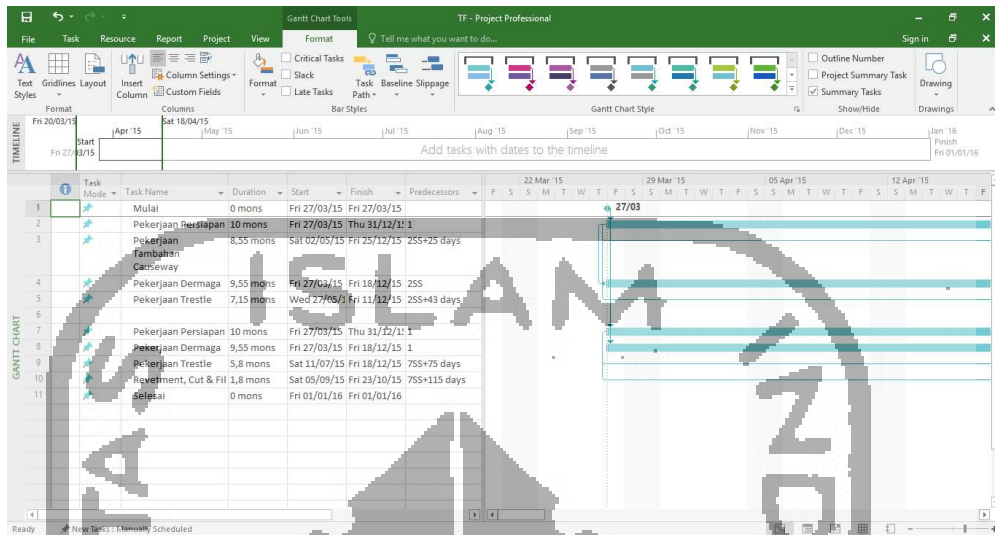 Gantt Chart Tools
TF - Project Professional
File Task Resource Report Project View Format Tell me what you want to do... Sign in
Text Styles
Gridlines
Layout
Format
Insert Column
Column Settings
Custom Fields
Columns
Format
Critical Tasks
Slack
Late Tasks
Task Path
Baseline
Slippage
Bar Styles
Gantt Chart Style
Outline Number
Project Summary Task
Summary Tasks
Show/Hide
Drawing
Drawings
TIMELINE
Fri 20/03/15 Sat 18/04/15
Start
Fri 27/03/15
Apr '15 May '15 Jun '15 Jul '15 Aug '15 Sep '15 Oct '15 Nov '15 Dec '15 Jan '16
Add tasks with dates to the timeline
Finish
Fri 01/01/16
Task Mode Task Name Duration Start Finish Predecessors
22 Mar '15 29 Mar '15 05 Apr '15 12 Apr '15
F S S M T W T F S S M T W T F S S M T W T F S S M T W T F
1 Mulai 0 mons Fri 27/03/15 Fri 27/03/15
27/03
2 Pekerjaan Persiapan 10 mons Fri 27/03/15 Thu 31/12/15 1
3 Pekerjaan Tambahan Causeway 8,55 mons Sat 02/05/15 Fri 25/12/15 2SS+25 days
4 Pekerjaan Dermaga 9,55 mons Fri 27/03/15 Fri 18/12/15 2SS
5 Pekerjaan Trestle 7,15 mons Wed 27/05/1 Fri 11/12/15 2SS+43 days
6
7 Pekerjaan Persiapan 10 mons Fri 27/03/15 Thu 31/12/15 1
8 Pekerjaan Dermaga 9,55 mons Fri 27/03/15 Fri 18/12/15 1
9 Pekerjaan Trestle 5,8 mons Sat 11/07/15 Fri 18/12/15 7SS+75 days
10 Revetment, Cut & Fil 1,8 mons Sat 05/09/15 Fri 23/10/15 7SS+115 days
11 Selesai 0 mons Fri 01/01/16 Fri 01/01/16
GANTT CHART
ISLAM
Ready New Tasks : Manually Scheduled